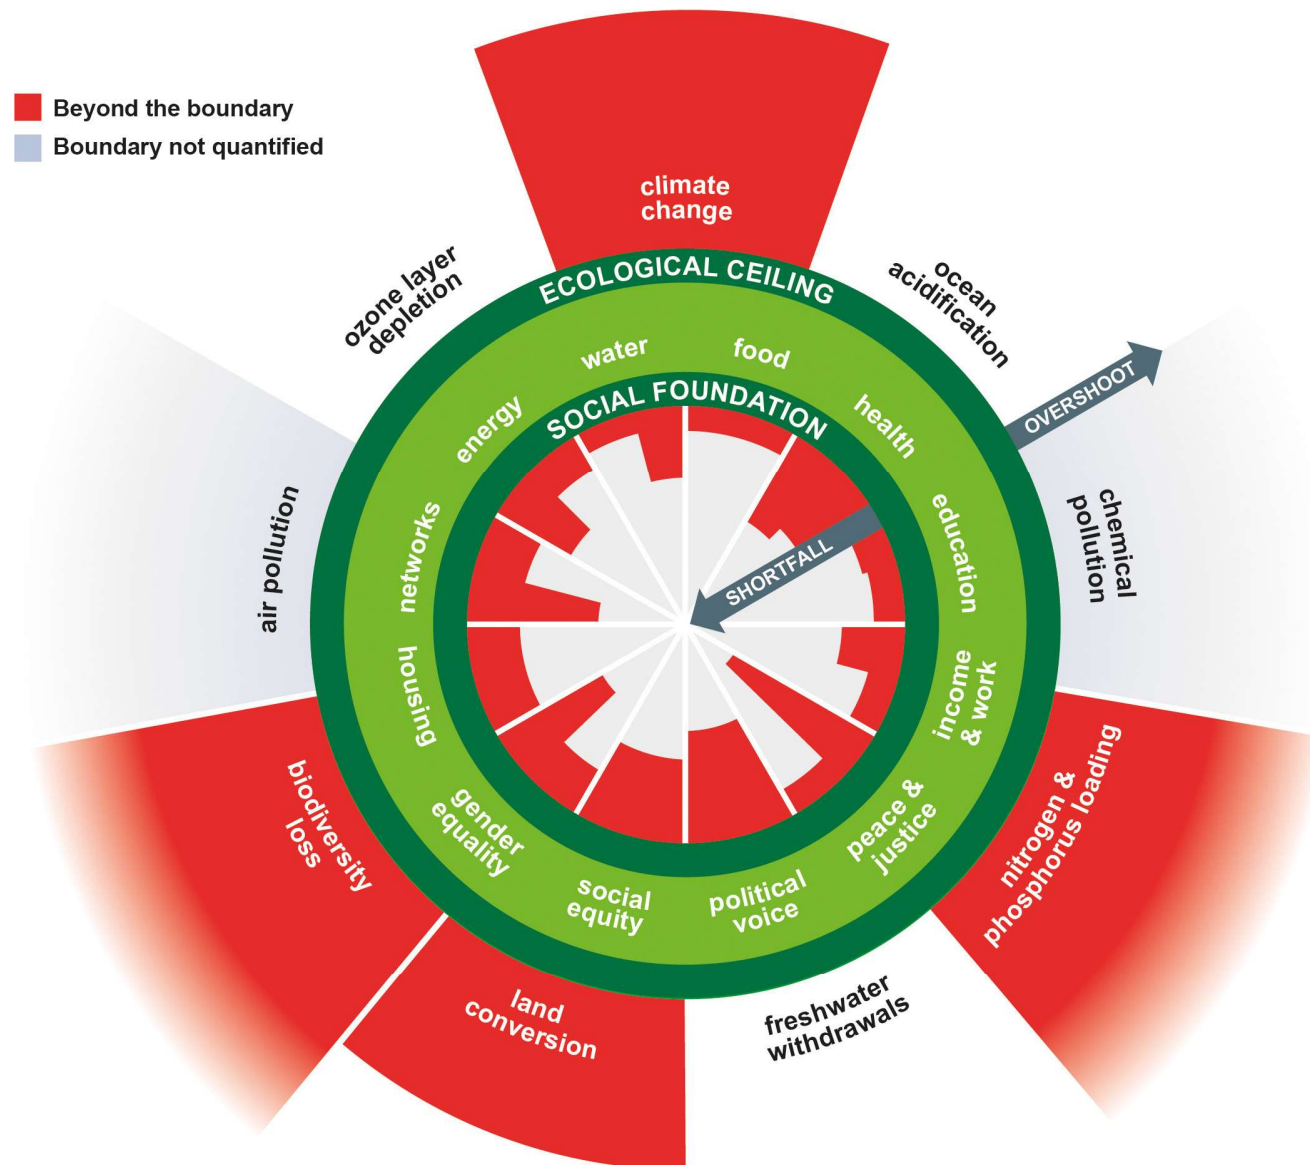 Beyond the boundary
Boundary not quantified
climate
change
ECOLOGICAL CEILING
ozone layer
depletion
ocean
acidification
OVERSHOOT
water
food
SOCIAL FOUNDATION
energy
health
networks
education
SHORTFALL
air pollution
chemical
pollution
housing
income
& work
biodiversity
loss
gender
equality
social
equity
political
voice
peace &
justice
nitrogen &
phosphorus loading
land
conversion
freshwater
withdrawals